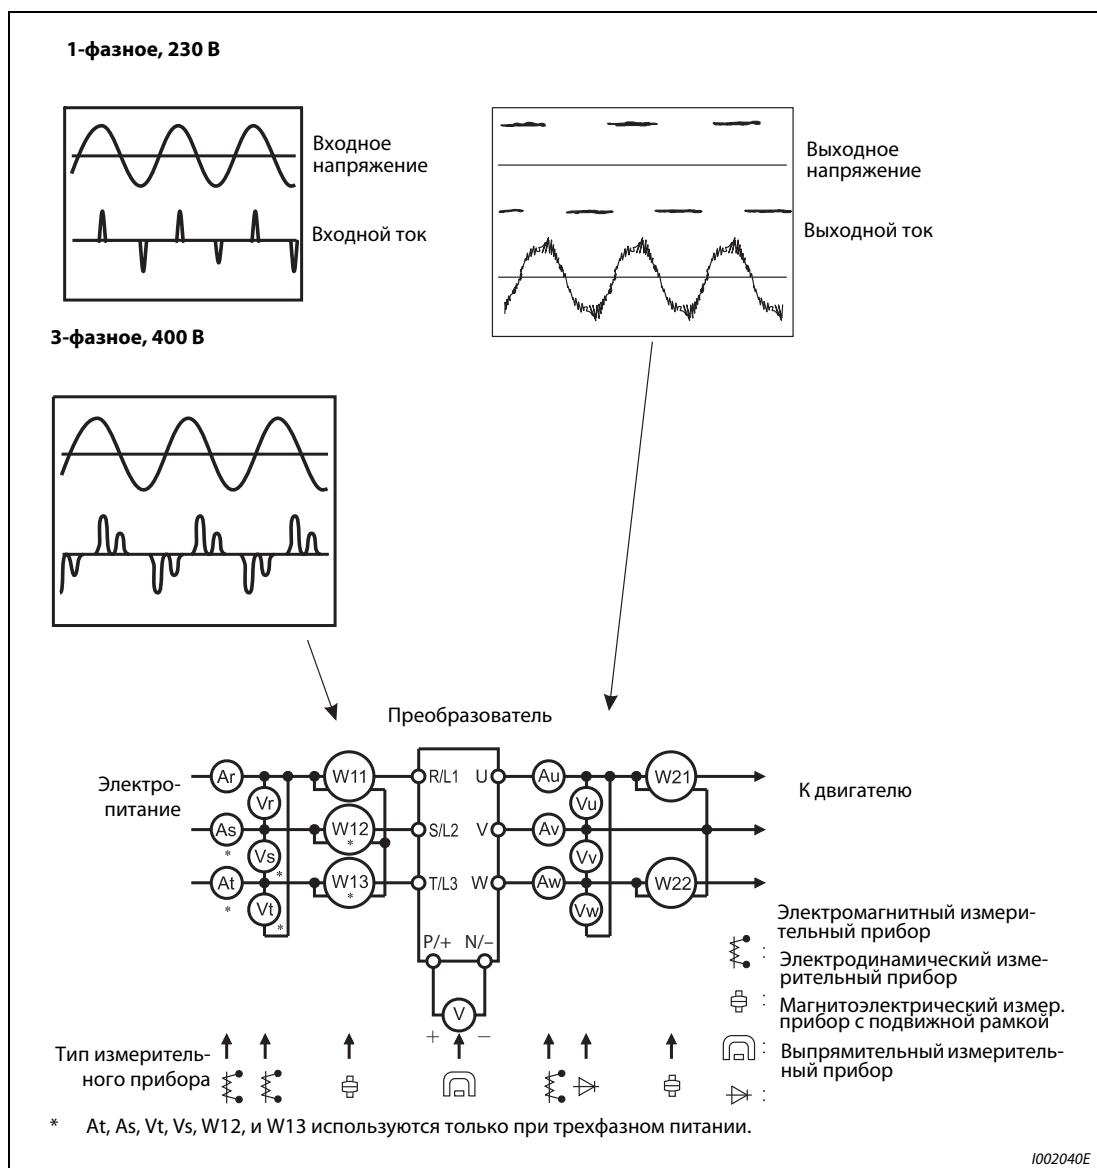 1-фазное, 230 В
Входное
напряжение
Входной ток
Выходное
напряжение
Выходной ток
3-фазное, 400 В
Преобразователь
Электро-
питание
Ar
Vr
As
*
Vs
*
At
*
Vt
*
W11
W12
*
W13
*
R/L1
S/L2
T/L3
U
V
W
P/+ N/–
V
+ –
Au
Vu
Av
Vv
Aw
Vw
W21
W22
К двигателю
Электромагнитный измери-
тельный прибор
:
Электродинамический изме-
рительный прибор
:
Магнитоэлектрический измер.
прибор с подвижной рамкой
:
Выпрямительный измеритель-
ный прибор
:
Тип измеритель-
ного прибора
* At, As, Vt, Vs, W12, и W13 используются только при трехфазном питании.
I002040E